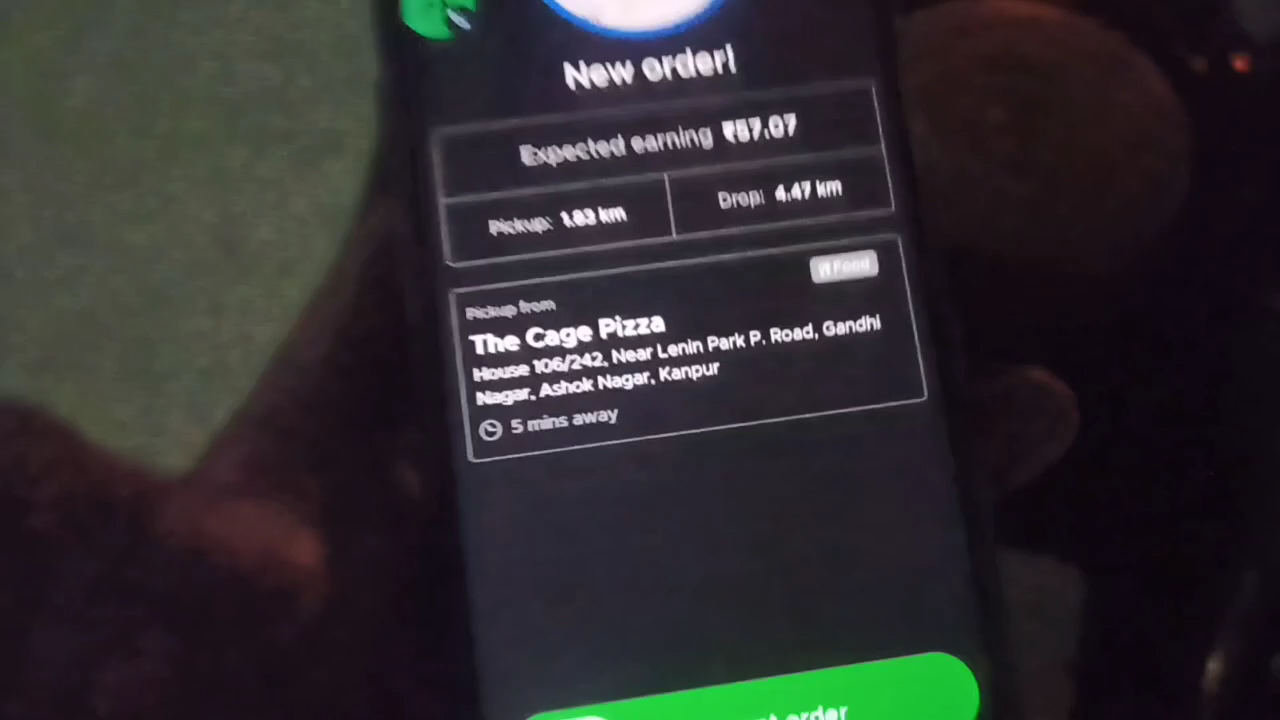 New order!
Expected earning ₹57.07
Pickup: 1.83 km
Drop: 4.47 km
Food
Pickup from
The Cage Pizza
House 106/242, Near Lenin Park P. Road, Gandhi
Nagar, Ashok Nagar, Kanpur
5 mins away
order